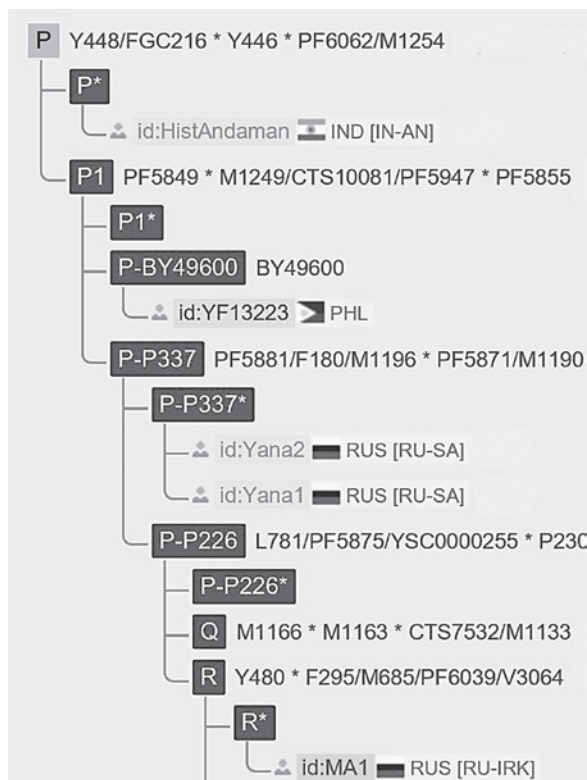 P Y448/FGC216 * Y446 * PF6062/M1254
P*
id:HistAndaman IND [IN-AN]
P1 PF5849 * M1249/CTS10081/PF5947 * PF5855
P1*
P-BY49600 BY49600
id:YF13223 PHL
P-P337 PF5881/F180/M1196 * PF5871/M1190
P-P337*
id:Yana2 RUS [RU-SA]
id:Yana1 RUS [RU-SA]
P-P226 L781/PF5875/YSC0000255 * P230
P-P226*
Q M1166 * M1163 * CTS7532/M1133
R Y480 * F295/M685/PF6039/V3064
R*
id:MA1 RUS [RU-IRK]